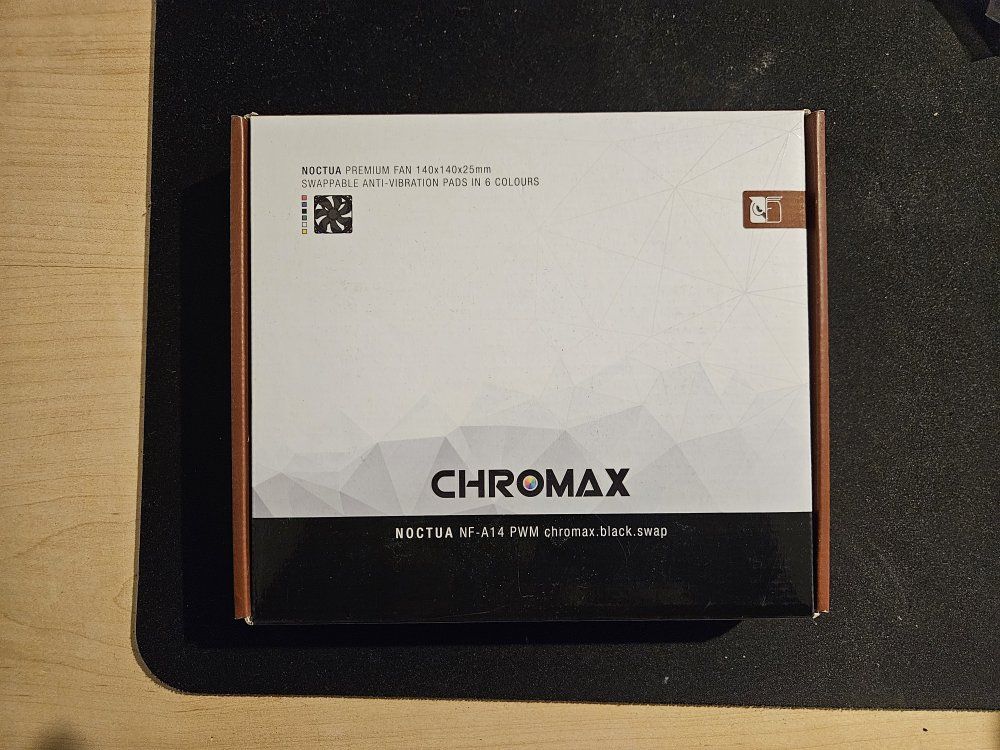 NOCTUA PREMIUM FAN 140x140x25mm
SWAPPABLE ANTI-VIBRATION PADS IN 6 COLOURS
CHROMAX
NOCTUA NF-A14 PWM chromax.black.swap